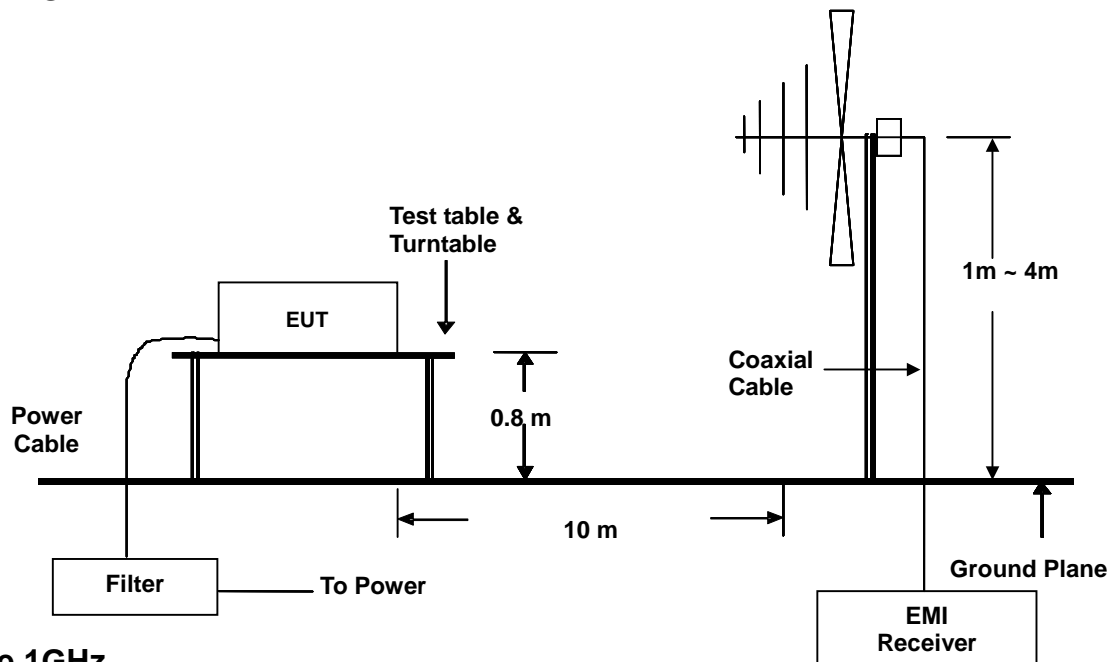 Test table &
Turntable
EUT
1m ~ 4m
Coaxial
Cable
0.8 m
Power
Cable
10 m
Ground Plane
Filter
To Power
EMI
Receiver
1GHz